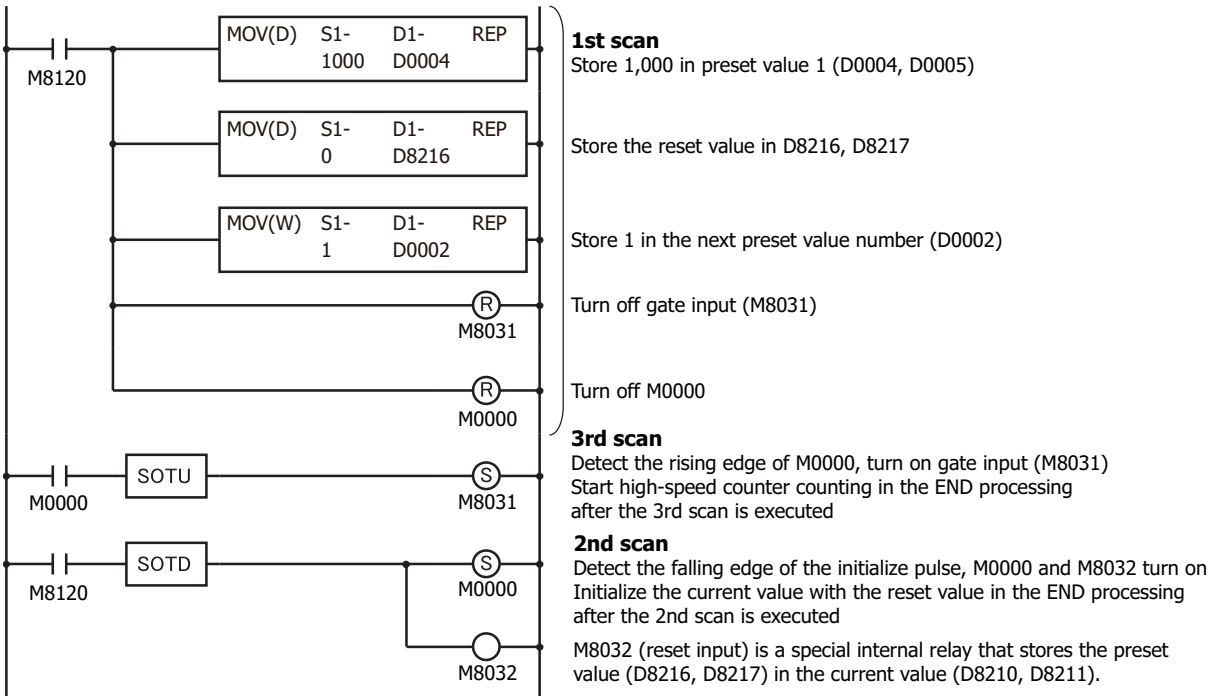 MOV(D) S1- D1- REP
1000 D0004
M8120
1st scan
Store 1,000 in preset value 1 (D0004, D0005)
MOV(D) S1- D1- REP
0 D8216
Store the reset value in D8216, D8217
MOV(W) S1- D1- REP
1 D0002
Store 1 in the next preset value number (D0002)
R
M8031
Turn off gate input (M8031)
R
M0000
Turn off M0000
3rd scan
Detect the rising edge of M0000, turn on gate input (M8031)
Start high-speed counter counting in the END processing
after the 3rd scan is executed
M0000
SOTU
S
M8031
2nd scan
Detect the falling edge of the initialize pulse, M0000 and M8032 turn on
Initialize the current value with the reset value in the END processing
after the 2nd scan is executed
M8120
SOTD
S
M0000
M8032 (reset input) is a special internal relay that stores the preset
value (D8216, D8217) in the current value (D8210, D8211).
M8032